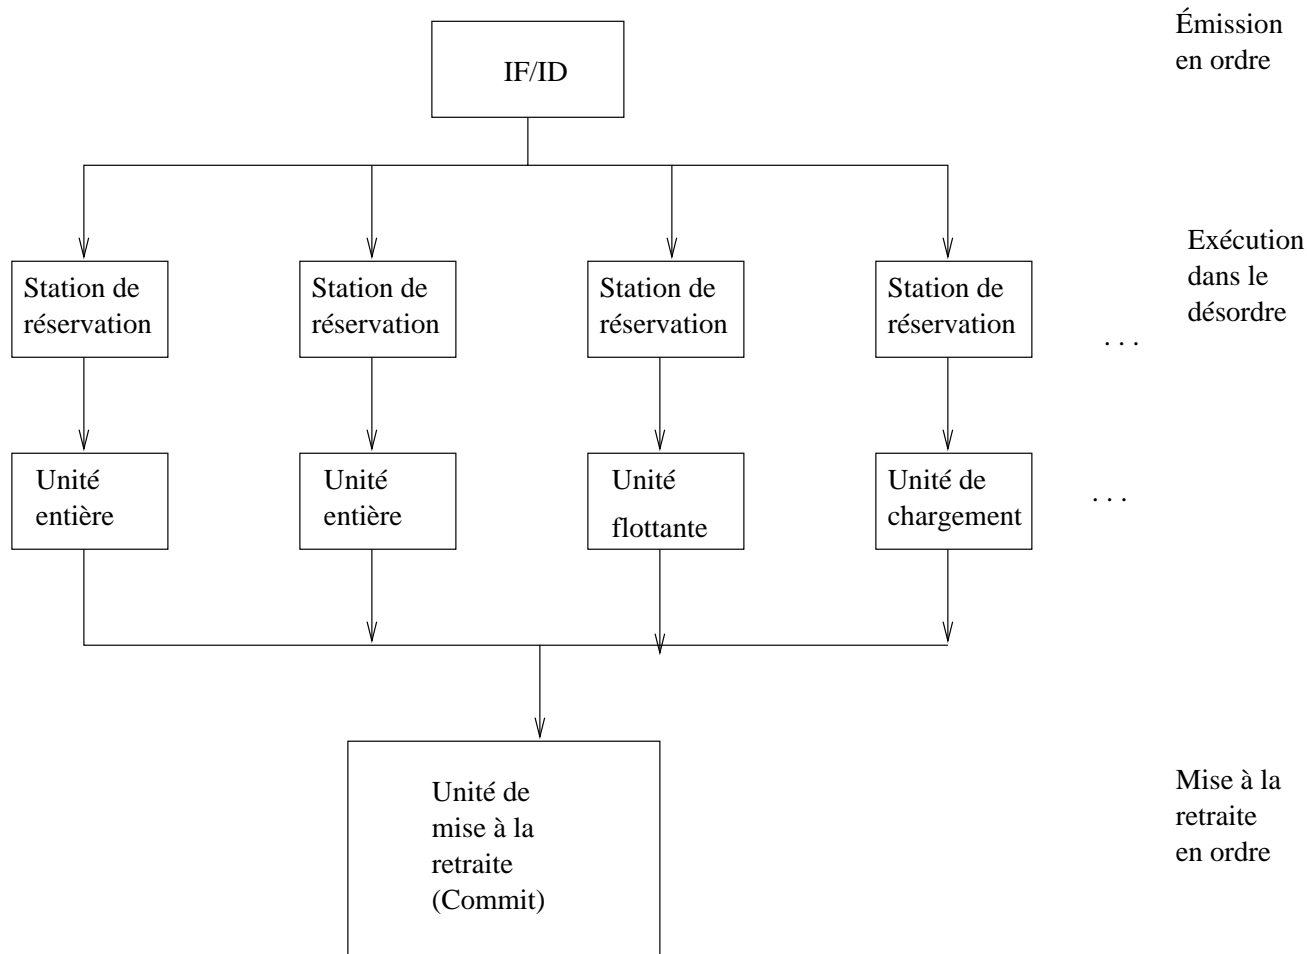 Émission
en ordre
IF/ID
Exécution
dans le
désordre
Station de
réservation
Station de
réservation
Station de
réservation
Station de
réservation
. . .
Unité
entière
Unité
entière
Unité
flottante
Unité de
chargement
. . .
Unité de
mise à la
retraite
(Commit)
Mise à la
retraite
en ordre